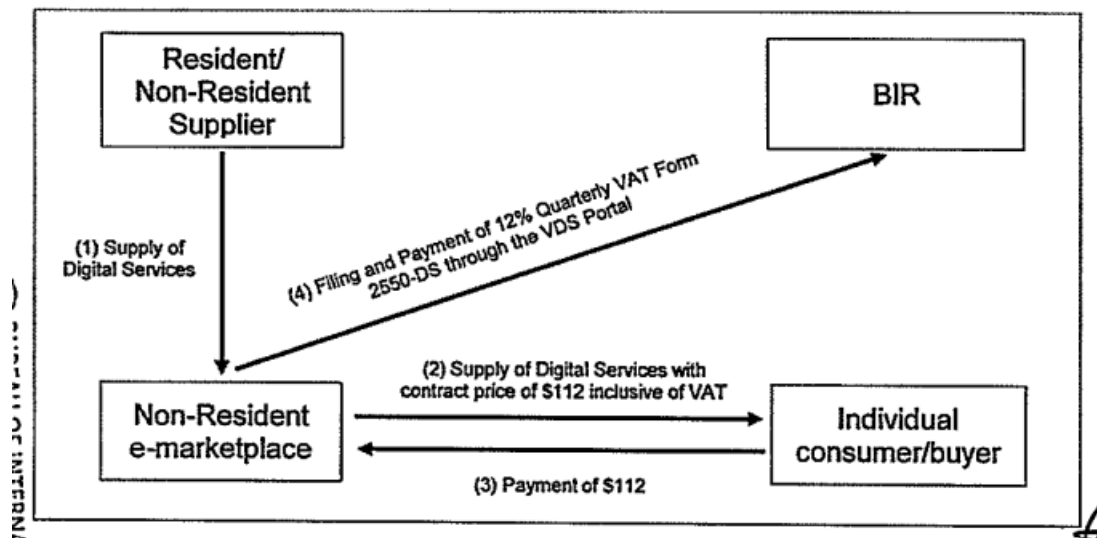 Resident/
Non-Resident
Supplier
BIR
(1) Supply of
Digital Services
(4) Filing and Payment of 12% Quarterly VAT Form
2550-DS through the VDS Portal
(2) Supply of Digital Services with
contract price of $112 inclusive of VAT
Non-Resident
e-marketplace
Individual
consumer/buyer
(3) Payment of $112